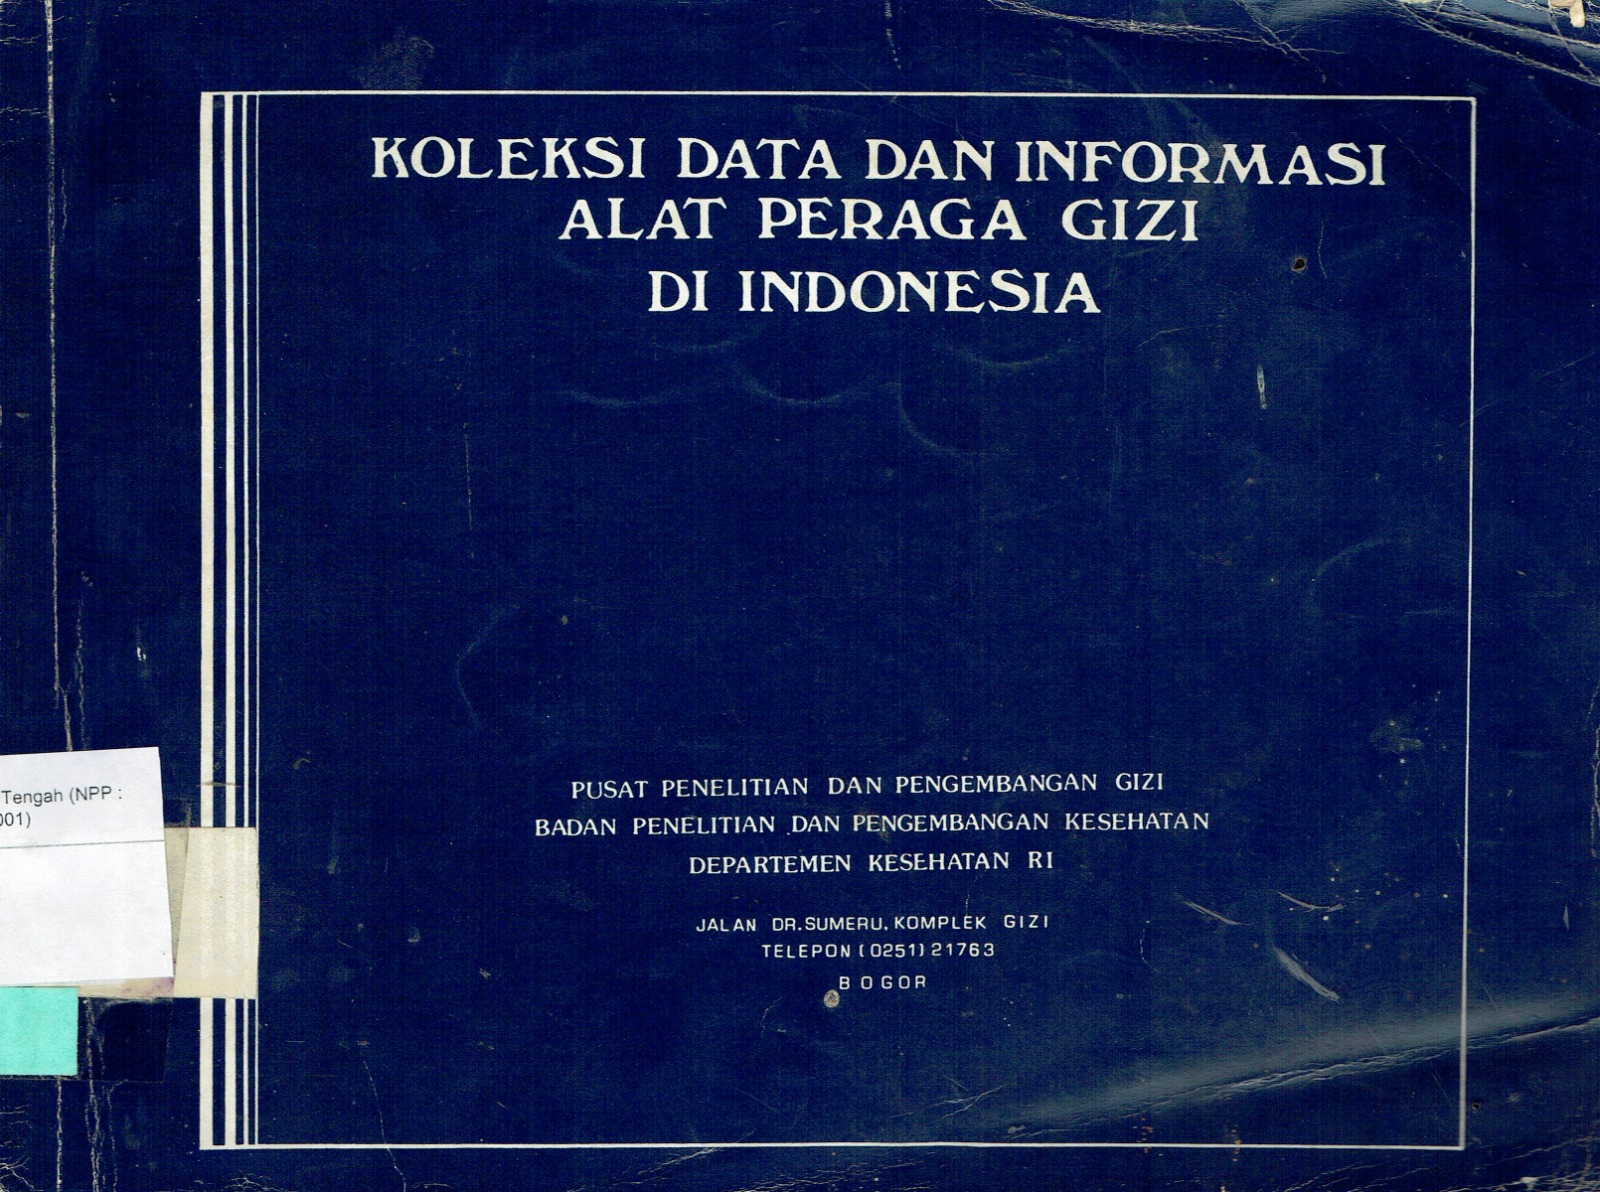 KOLEKSI DATA DAN INFORMASI
ALAT PERAGA GIZI
DI INDONESIA
PUSAT PENELITIAN DAN PENGEMBANGAN GIZI
BADAN PENELITIAN DAN PENGEMBANGAN KESEHATAN
DEPARTEMEN KESEHATAN RI
JALAN DR.SUMERU, KOMPLEK GIZI
TELEPON (0251) 21763
BOGOR
Tengah (NPP :
001)